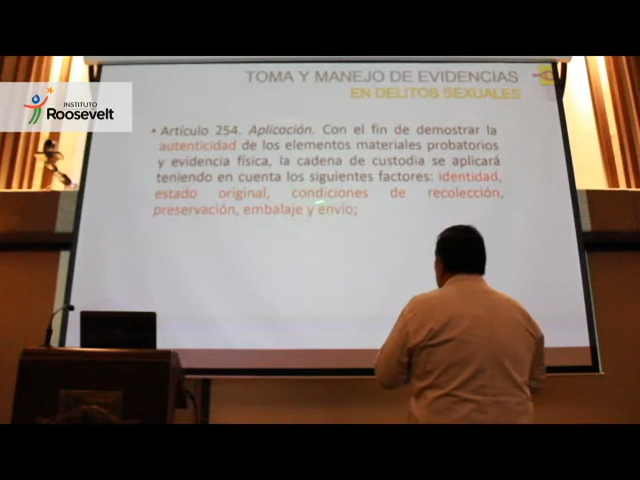 INSTITUTO
Roosevelt
TOMA Y MANEJO DE EVIDENCIAS
EN DELITOS SEXUALES
• Artículo 254. Aplicación. Con el fin de demostrar la
autenticidad de los elementos materiales probatorios
y evidencia física, la cadena de custodia se aplicará
teniendo en cuenta los siguientes factores: identidad,
estado original, condiciones de recolección,
preservación, embalaje y envío;